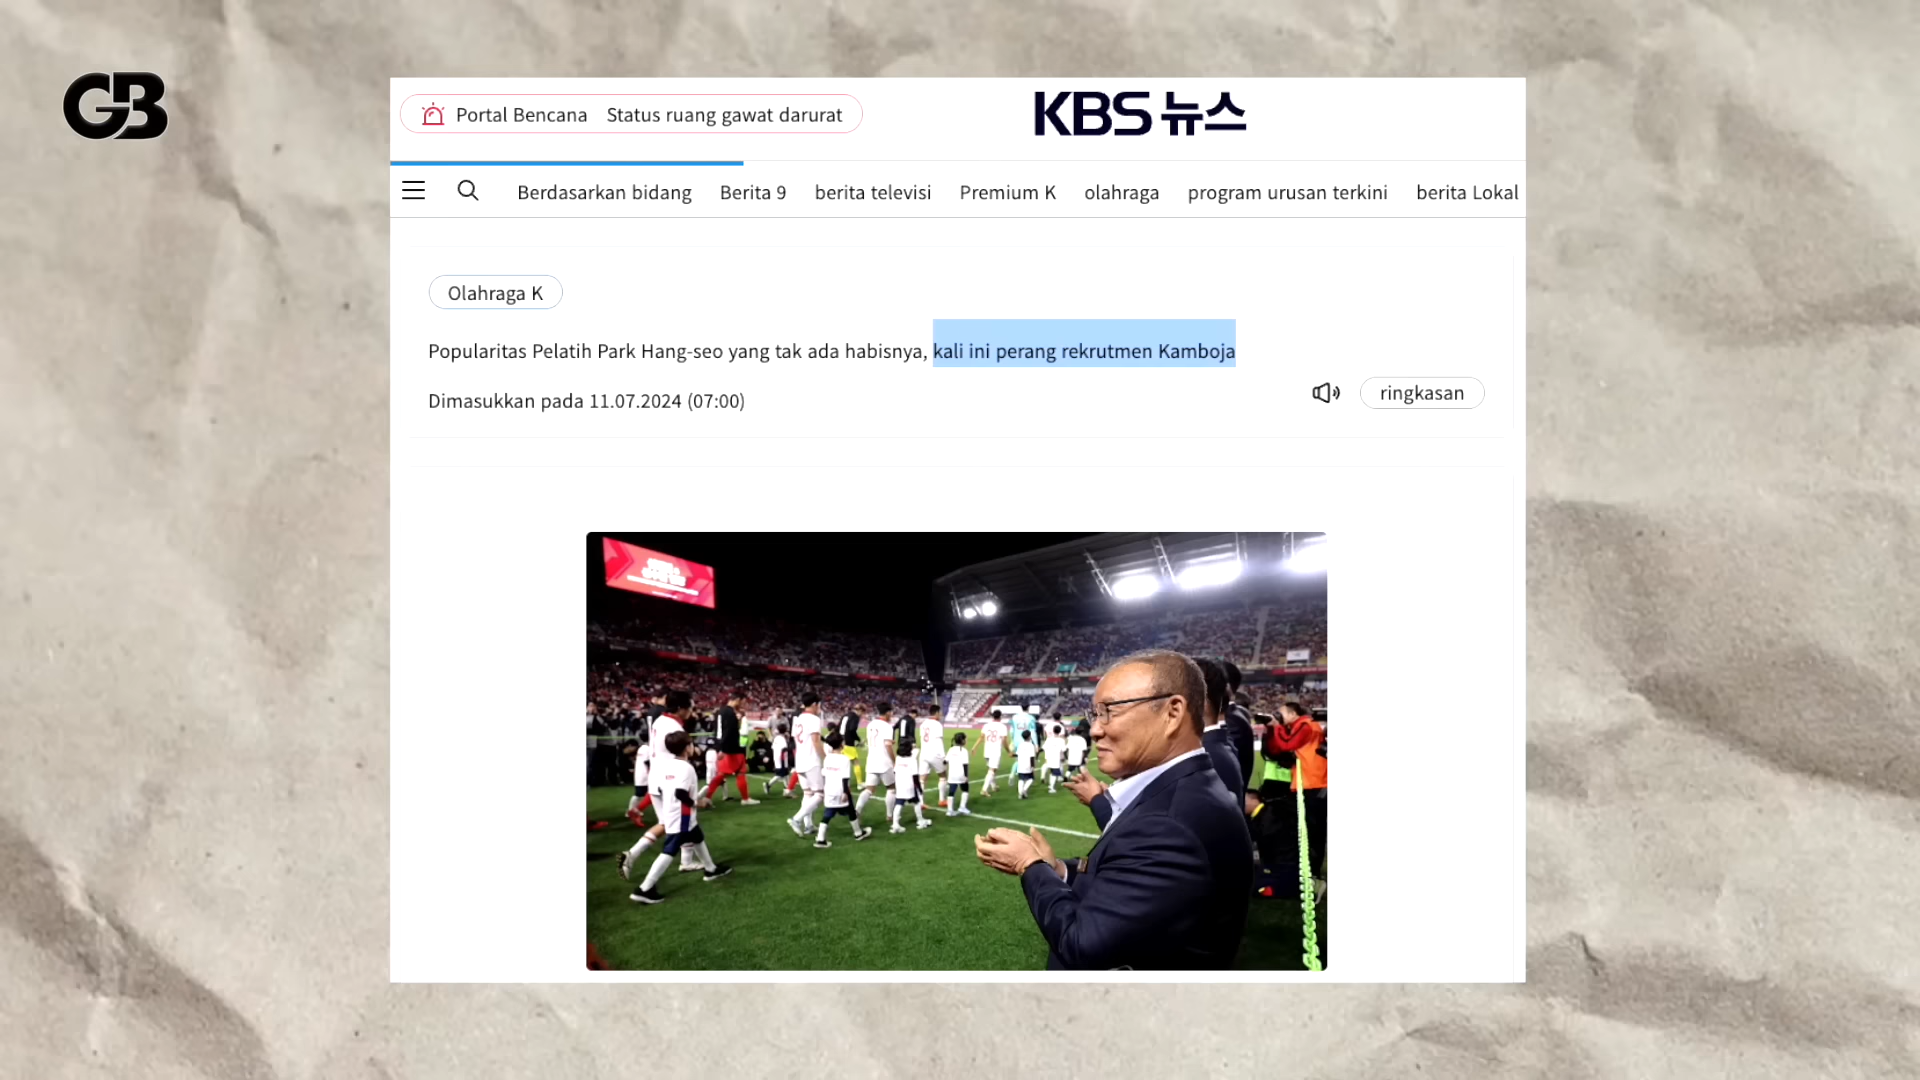 GB
Portal Bencana Status ruang gawat darurat
KBS 뉴스
Berdasarkan bidang Berita 9 berita televisi Premium K olahraga program urusan terkini berita Lokal
Olahraga K
Popularitas Pelatih Park Hang-seo yang tak ada habisnya, kali ini perang rekrutmen Kamboja
Dimasukkan pada 11.07.2024 (07:00)
ringkasan